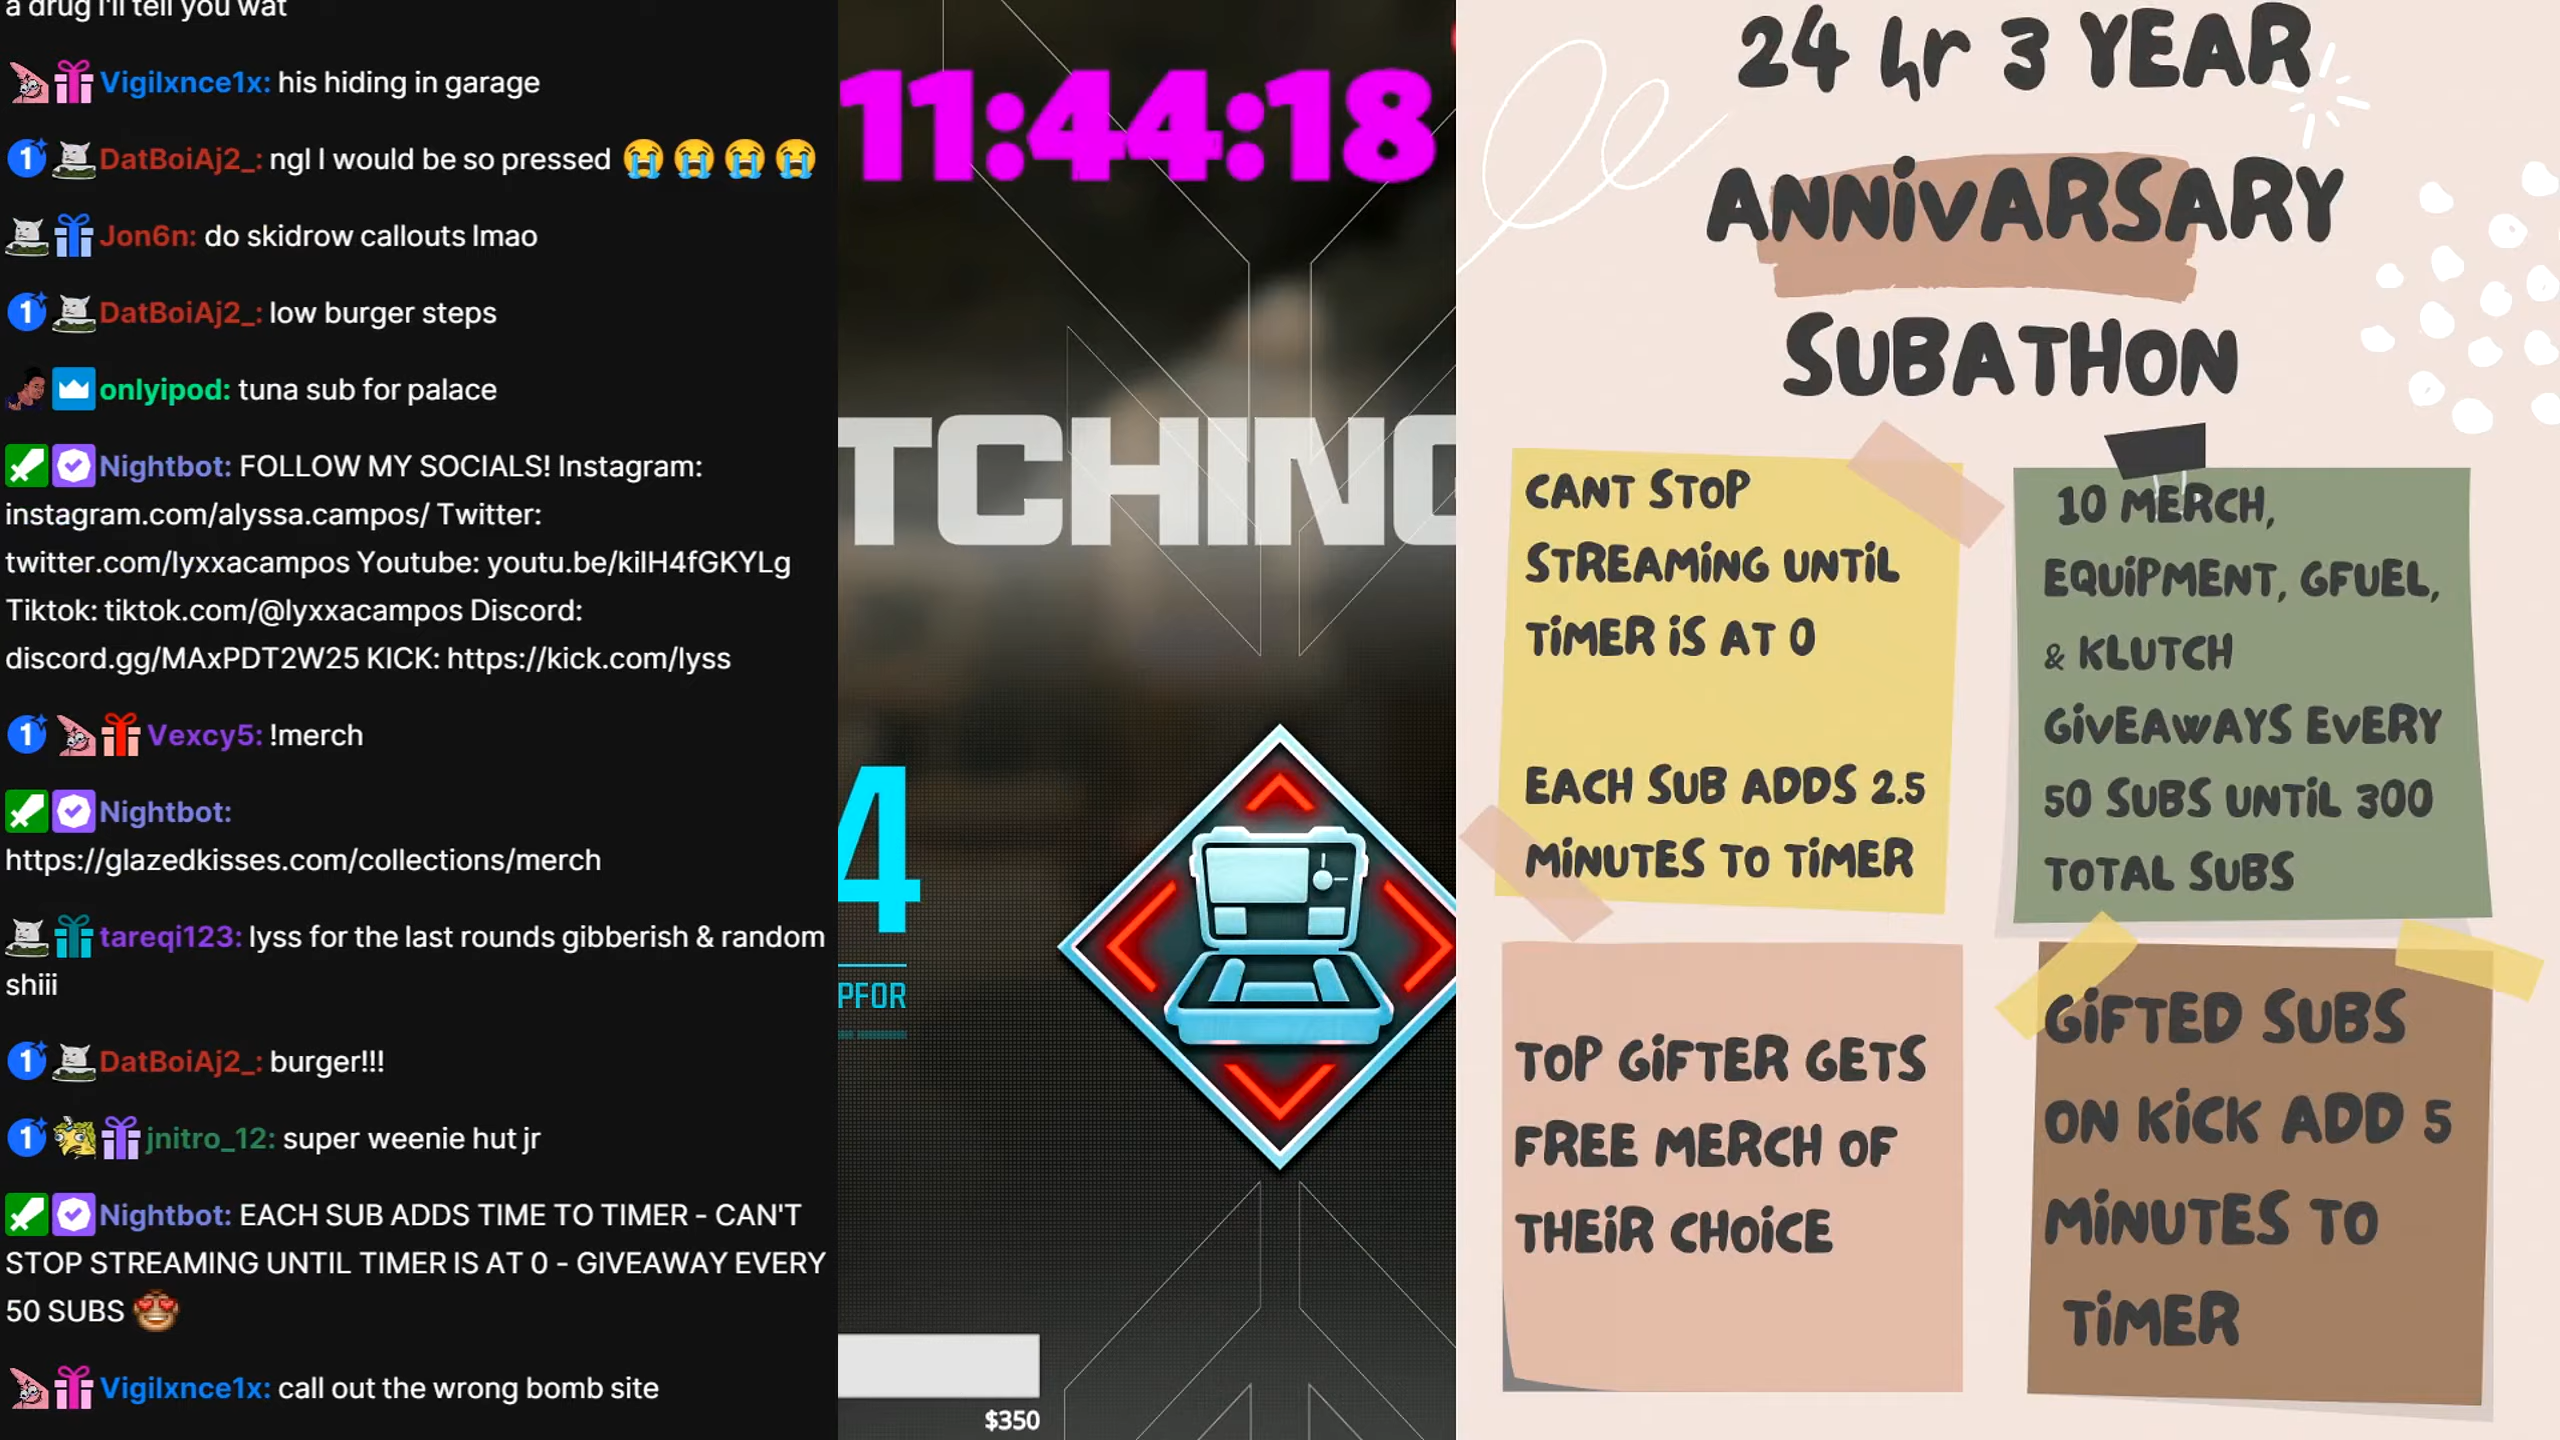 a drug I'll tell you wat
Vigilxnce1x: his hiding in garage
DatBoiAj2_: ngl I would be so pressed 😭😭😭😭
Jon6n: do skidrow callouts lmao
DatBoiAj2_: low burger steps
onlyipod: tuna sub for palace
Nightbot: FOLLOW MY SOCIALS! Instagram:
instagram.com/alyssa.campos/ Twitter:
twitter.com/lyxxacampos Youtube: youtu.be/kilH4fGKYLg
Tiktok: tiktok.com/@lyxxacampos Discord:
discord.gg/MAxPDT2W25 KICK: https://kick.com/lyss
Vexcy5: !merch
Nightbot:
https://glazedkisses.com/collections/merch
tareqi123: lyss for the last rounds gibberish & random
shiii
DatBoiAj2_: burger!!!
jnitro_12: super weenie hut jr
Nightbot: EACH SUB ADDS TIME TO TIMER - CAN'T
STOP STREAMING UNTIL TIMER IS AT 0 - GIVEAWAY EVERY
50 SUBS
Vigilxnce1x: call out the wrong bomb site
11:44:18
TCHING
4
PFOR
$350
24 hr 3 YEAR
ANNIVARSARY
SUBATHON
CANT STOP
STREAMING UNTIL
TIMER IS AT 0
EACH SUB ADDS 2.5
MINUTES TO TIMER
10 MERCH,
EQUIPMENT, GFUEL,
& KLUTCH
GIVEAWAYS EVERY
50 SUBS UNTIL 300
TOTAL SUBS
TOP GIFTER GETS
FREE MERCH OF
THEIR CHOICE
GIFTED SUBS
ON KICK ADD 5
MINUTES TO
TIMER